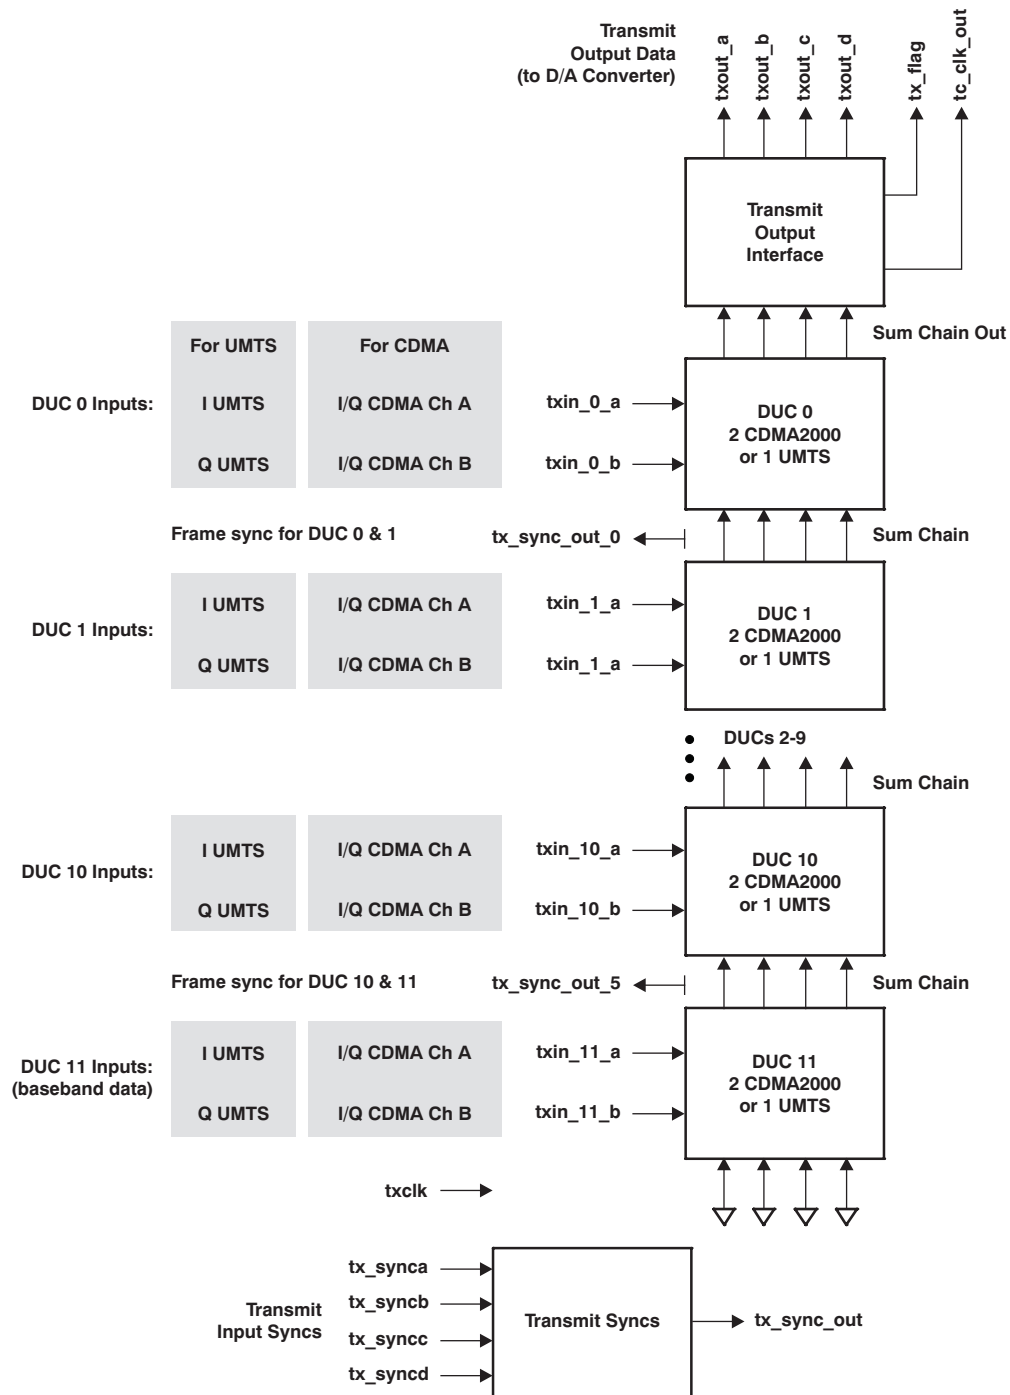 Transmit
Output Data
(to D/A Converter)
txout_a
txout_b
txout_c
txout_d
tx_flag
tc_clk_out
Transmit
Output
Interface
Sum Chain Out
For UMTS
For CDMA
DUC 0 Inputs:
I UMTS
I/Q CDMA Ch A
txin_0_a
Q UMTS
I/Q CDMA Ch B
txin_0_b
DUC 0
2 CDMA2000
or 1 UMTS
Frame sync for DUC 0 & 1
tx_sync_out_0
Sum Chain
DUC 1 Inputs:
I UMTS
I/Q CDMA Ch A
txin_1_a
Q UMTS
I/Q CDMA Ch B
txin_1_a
DUC 1
2 CDMA2000
or 1 UMTS
DUCs 2-9
Sum Chain
DUC 10 Inputs:
I UMTS
I/Q CDMA Ch A
txin_10_a
Q UMTS
I/Q CDMA Ch B
txin_10_b
DUC 10
2 CDMA2000
or 1 UMTS
Frame sync for DUC 10 & 11
tx_sync_out_5
Sum Chain
DUC 11 Inputs:
(baseband data)
I UMTS
I/Q CDMA Ch A
txin_11_a
Q UMTS
I/Q CDMA Ch B
txin_11_b
DUC 11
2 CDMA2000
or 1 UMTS
txclk
Transmit
Input Syncs
tx_synca
tx_syncb
tx_syncc
tx_syncd
Transmit Syncs
tx_sync_out